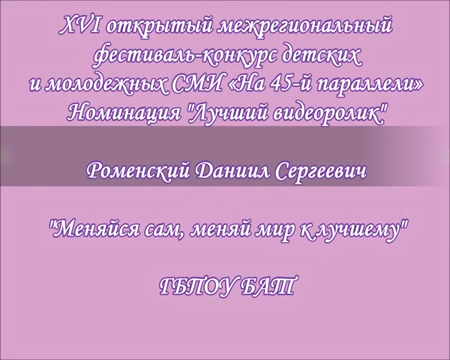 XVI открытый межрегиональный
фестиваль-конкурс детских
и молодежных СМИ «На 45-й параллели»
Номинация "Лучший видеоролик"
Роменский Даниил Сергеевич
"Меняйся сам, меняй мир к лучшему"
ГБПОУ БАТ